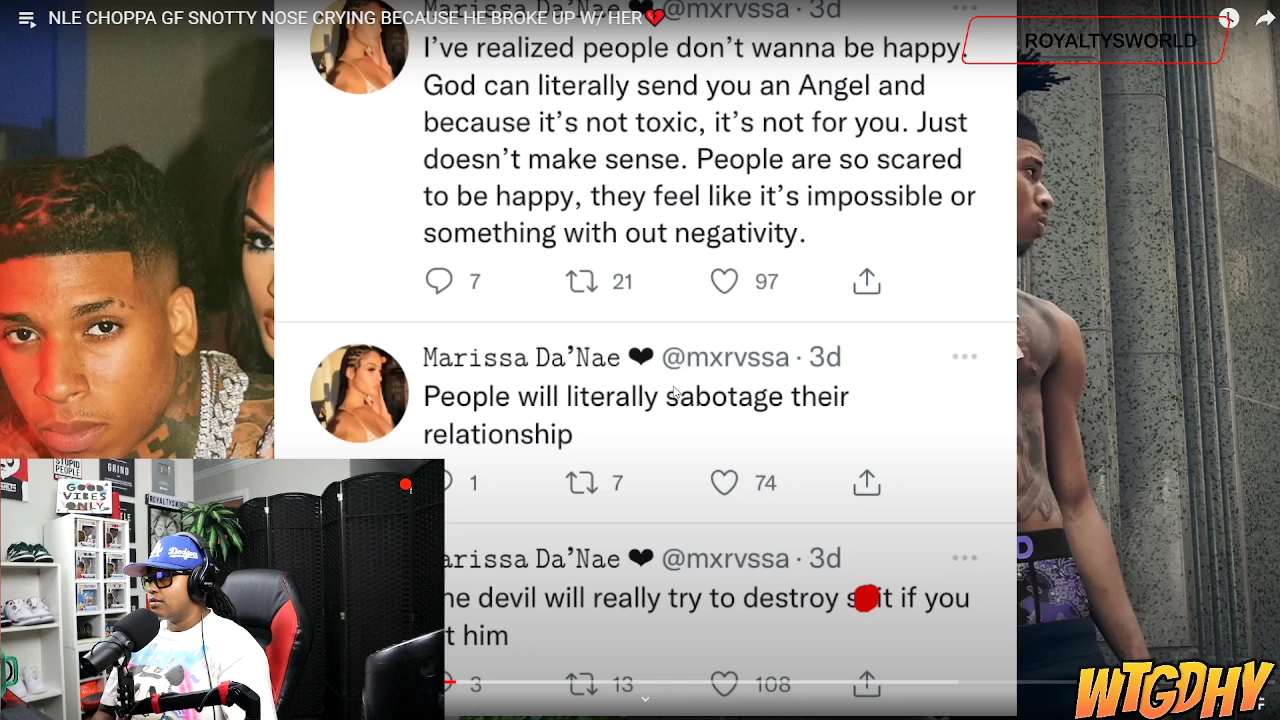 NLE CHOPPA GF SNOTTY NOSE CRYING BECAUSE HE BROKE UP W/ HER💔
ROYALTYSWORLD
Marissa Da’Nae ❤ @mxrvssa · 3d
I’ve realized people don’t wanna be happy.
God can literally send you an Angel and
because it’s not toxic, it’s not for you. Just
doesn’t make sense. People are so scared
to be happy, they feel like it’s impossible or
something with out negativity.
7 21 97
Marissa Da’Nae ❤ @mxrvssa · 3d
People will literally sabotage their
relationship
1 7 74
arissa Da’Nae ❤ @mxrvssa · 3d
he devil will really try to destroy s it if you
t him
3 13 108
STUPID
PEOPLE
GRIND
GOOD
VIBES
ONLY
ROYALTYSWORLD
Dodgers
WTGDHY